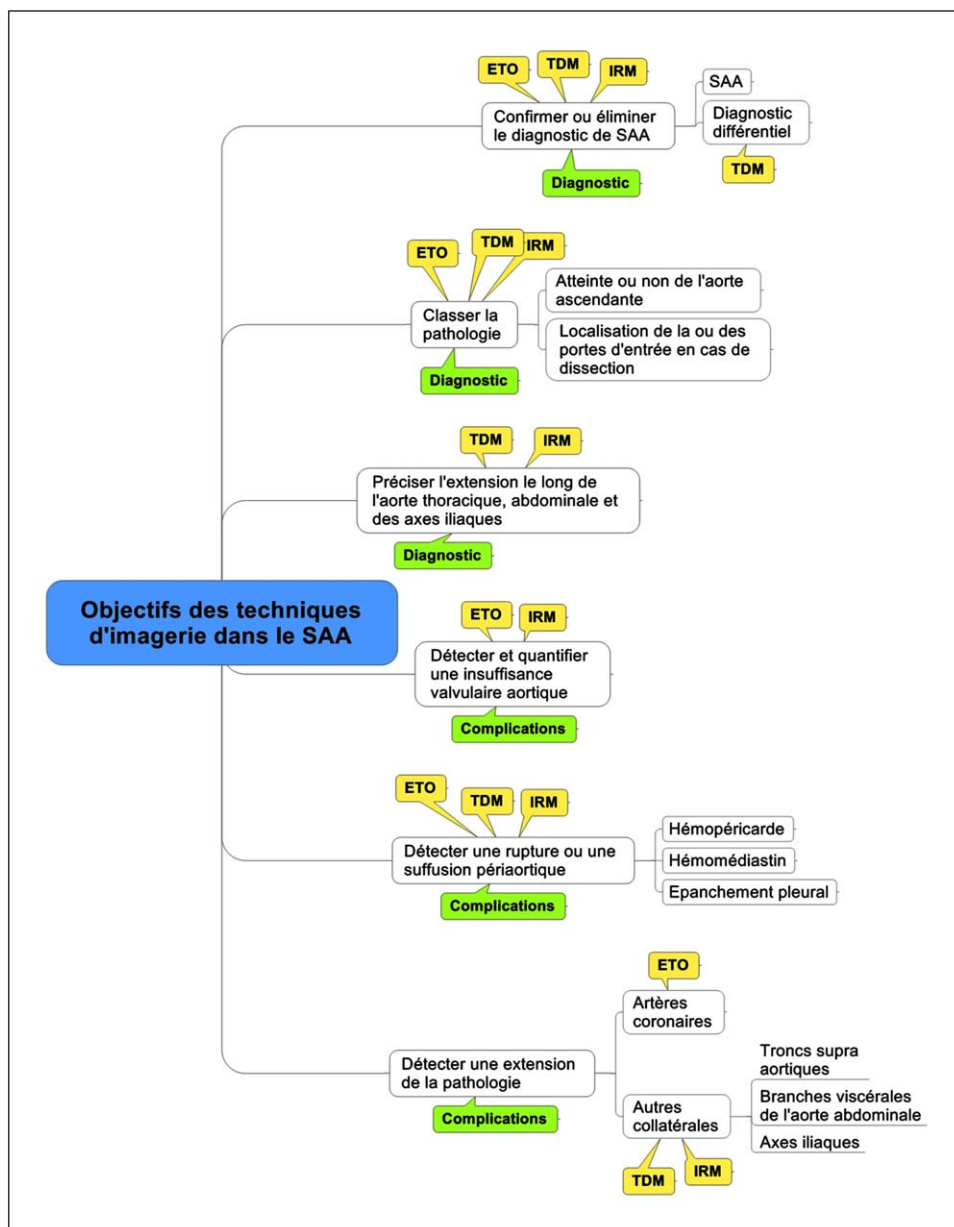 ETO
TDM
IRM
Confirmer ou éliminer
le diagnostic de SAA
Diagnostic
SAA
Diagnostic
différentiel
TDM
ETO
TDM
IRM
Classer la
pathologie
Diagnostic
Atteinte ou non de l'aorte
ascendante
Localisation de la ou des
portes d'entrée en cas de
dissection
TDM
IRM
Préciser l'extension le long de
l'aorte thoracique, abdominale et
des axes iliaques
Diagnostic
Objectifs des techniques
d'imagerie dans le SAA
ETO
IRM
Détecter et quantifier
une insuffisance
valvulaire aortique
Complications
ETO
TDM
IRM
Détecter une rupture ou une
suffusion périaortique
Complications
Hémopéricarde
Hémomédiastin
Epanchement pleural
Détecter une extension
de la pathologie
Complications
ETO
Artères
coronaires
Autres
collatérales
TDM
IRM
Troncs supra
aortiques
Branches viscérales
de l'aorte abdominale
Axes iliaques